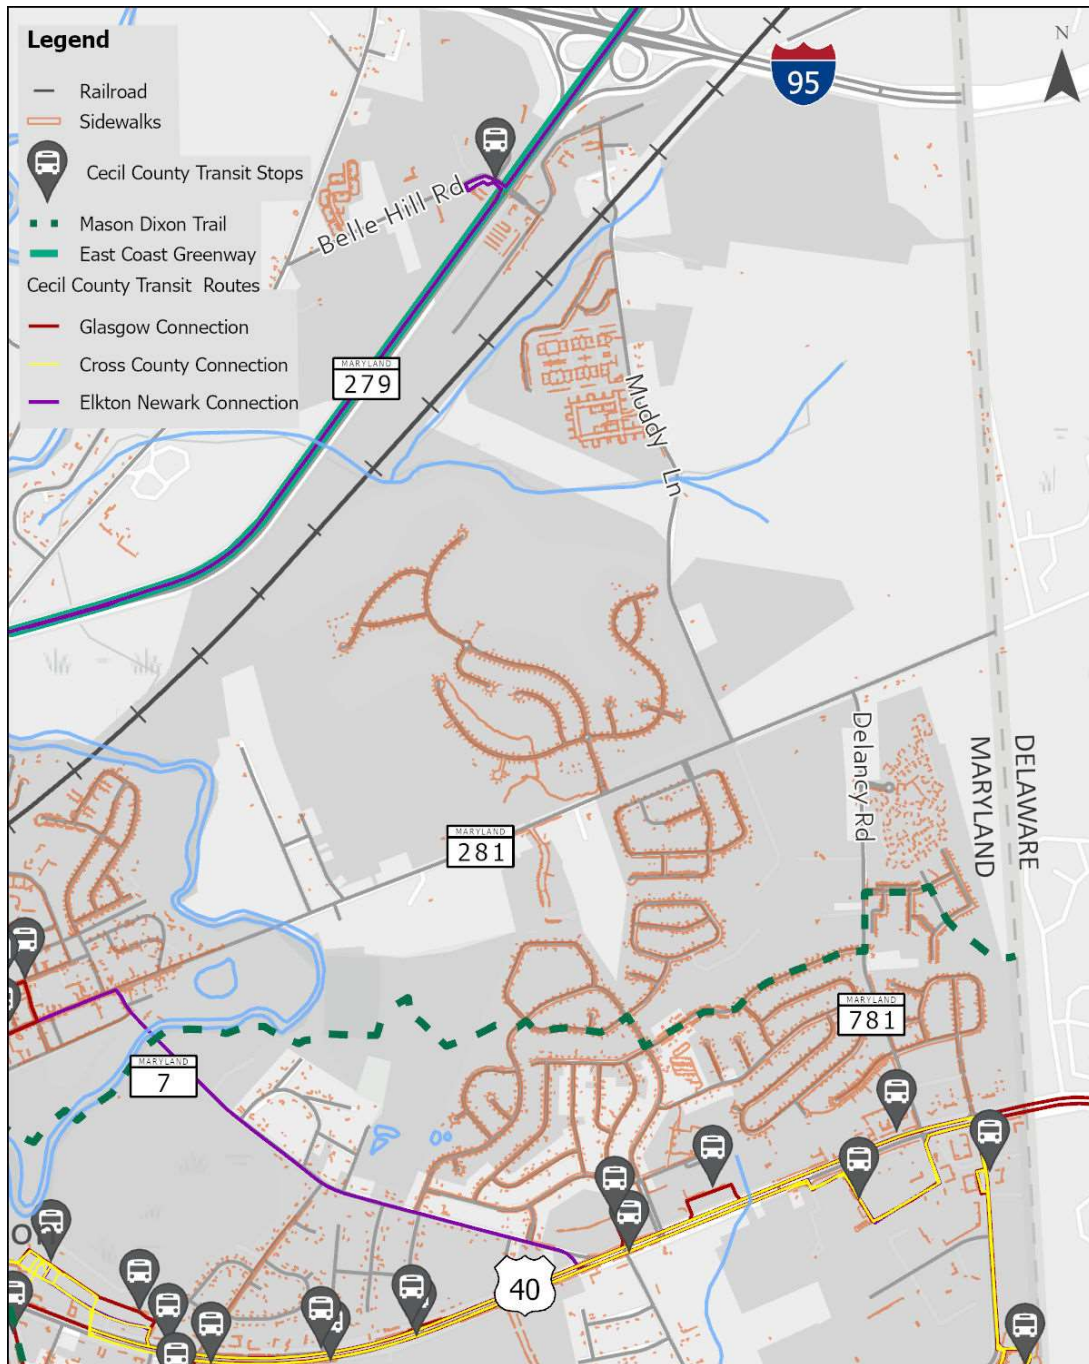 Legend
Railroad
Sidewalks
Cecil County Transit Stops
Mason Dixon Trail
East Coast Greenway
Cecil County Transit Routes
Glasgow Connection
Cross County Connection
Elkton Newark Connection
N
95
Belle Hill Rd
MARYLAND
279
Muddy Ln
Delancy Rd
DELAWARE
MARYLAND
MARYLAND
281
MARYLAND
781
MARYLAND
7
40